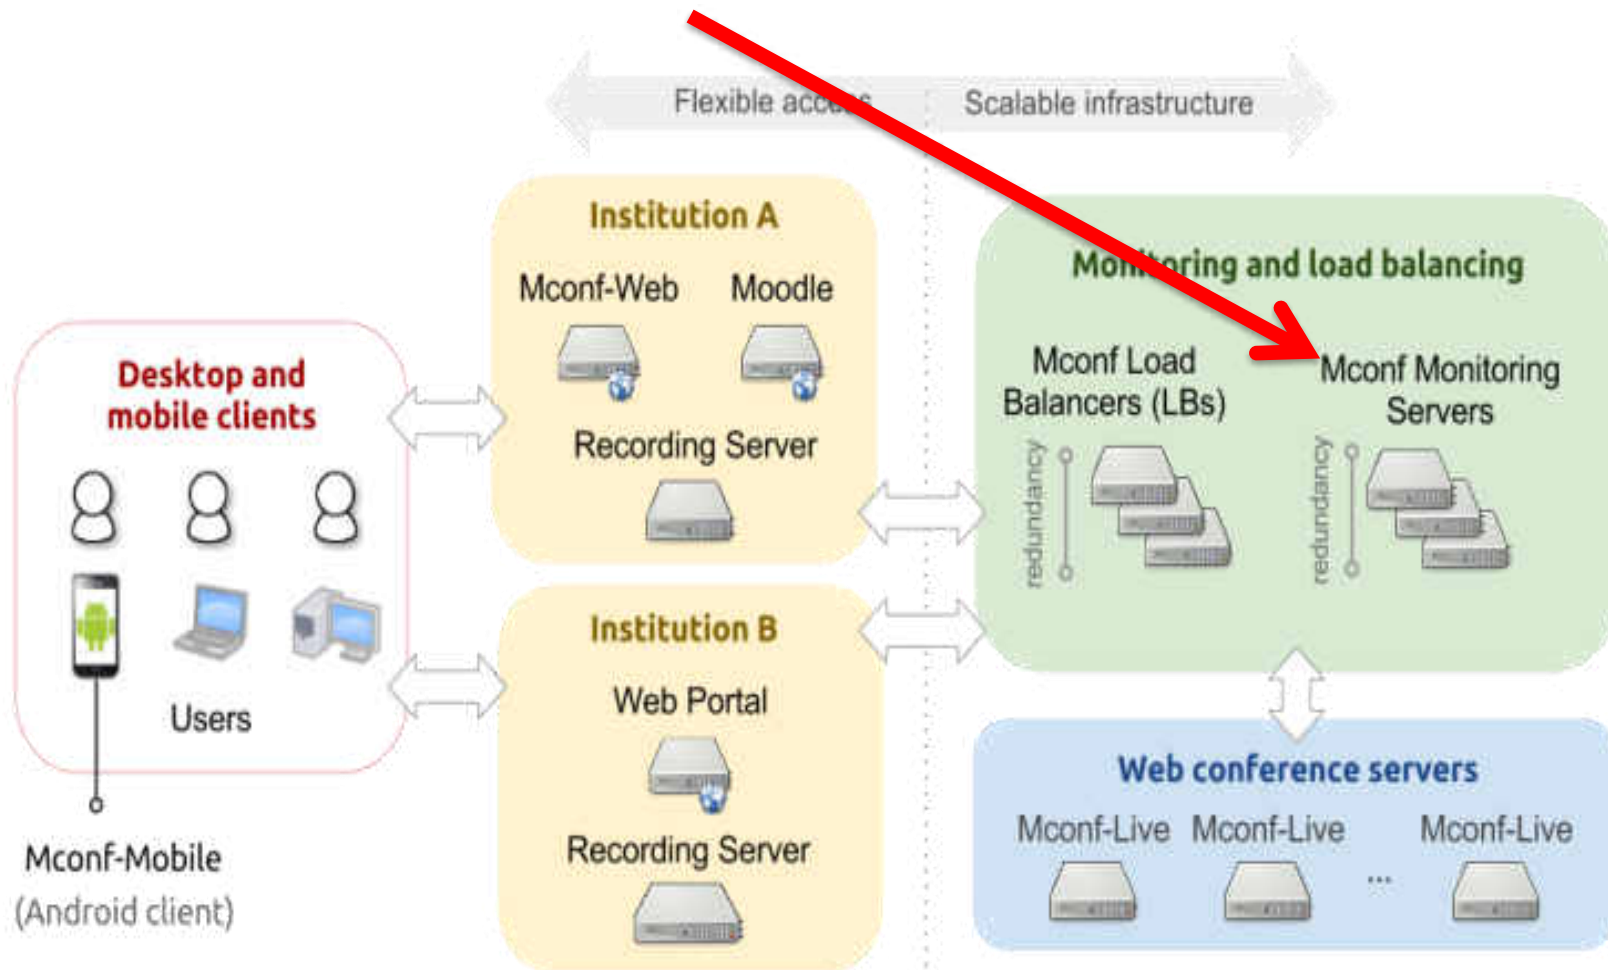 Flexible access
Scalable infrastructure
Institution A
Mconf-Web
Moodle
Recording Server
Desktop and
mobile clients
Users
Mconf-Mobile
(Android client)
Institution B
Web Portal
Recording Server
Monitoring and load balancing
Mconf Load
Balancers (LBs)
redundancy
Mconf Monitoring
Servers
redundancy
Web conference servers
Mconf-Live
Mconf-Live
...
Mconf-Live